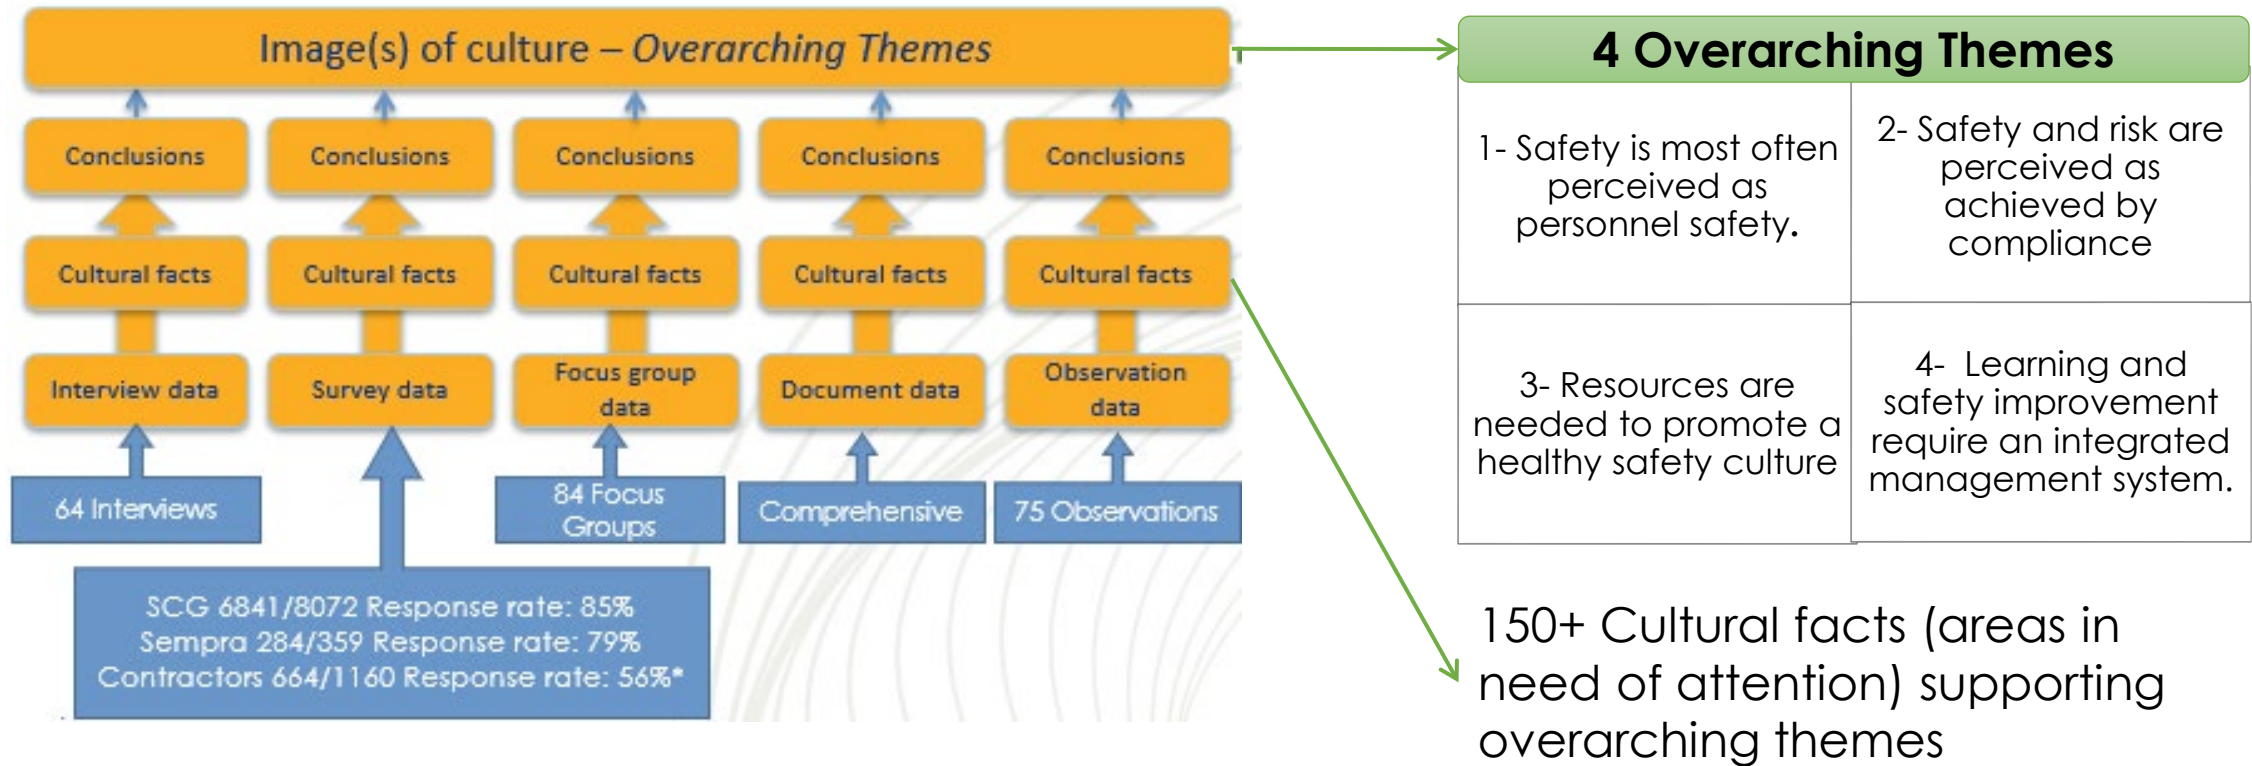 Image(s) of culture – Overarching Themes
Conclusions
Conclusions
Conclusions
Conclusions
Conclusions
Cultural facts
Cultural facts
Cultural facts
Cultural facts
Cultural facts
Interview data
Survey data
Focus group
data
Document data
Observation
data
64 Interviews
84 Focus
Groups
Comprehensive
75 Observations
SCG 6841/8072 Response rate: 85%
Sempra 284/359 Response rate: 79%
Contractors 664/1160 Response rate: 56%*
4 Overarching Themes
1- Safety is most often
perceived as
personnel safety.
2- Safety and risk are
perceived as
achieved by
compliance
3- Resources are
needed to promote a
healthy safety culture
4- Learning and
safety improvement
require an integrated
management system.
150+ Cultural facts (areas in
need of attention) supporting
overarching themes